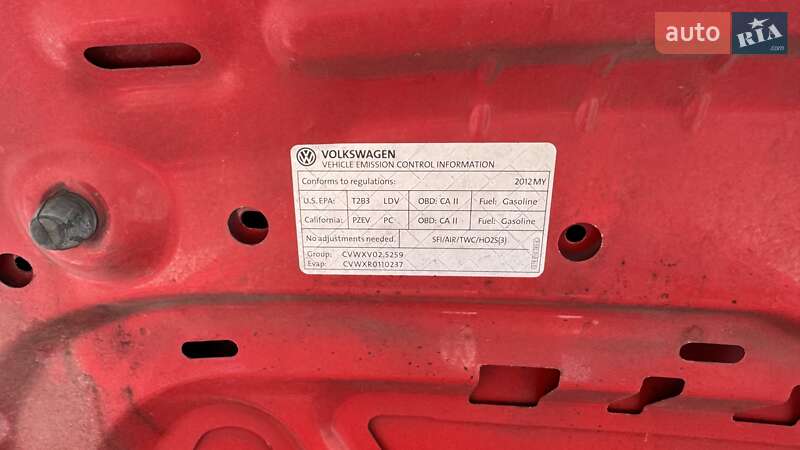 auto RIA .com
VOLKSWAGEN
VEHICLE EMISSION CONTROL INFORMATION
Conforms to regulations: 2012 MY
U.S. EPA: T2B3 LDV OBD: CA II Fuel: Gasoline
California: PZEV PC OBD: CA II Fuel: Gasoline
No adjustments needed. SFI/AIR/TWC/HO2S(3)
Group: CVWXV02.5259
Evap: CVWXR0110237